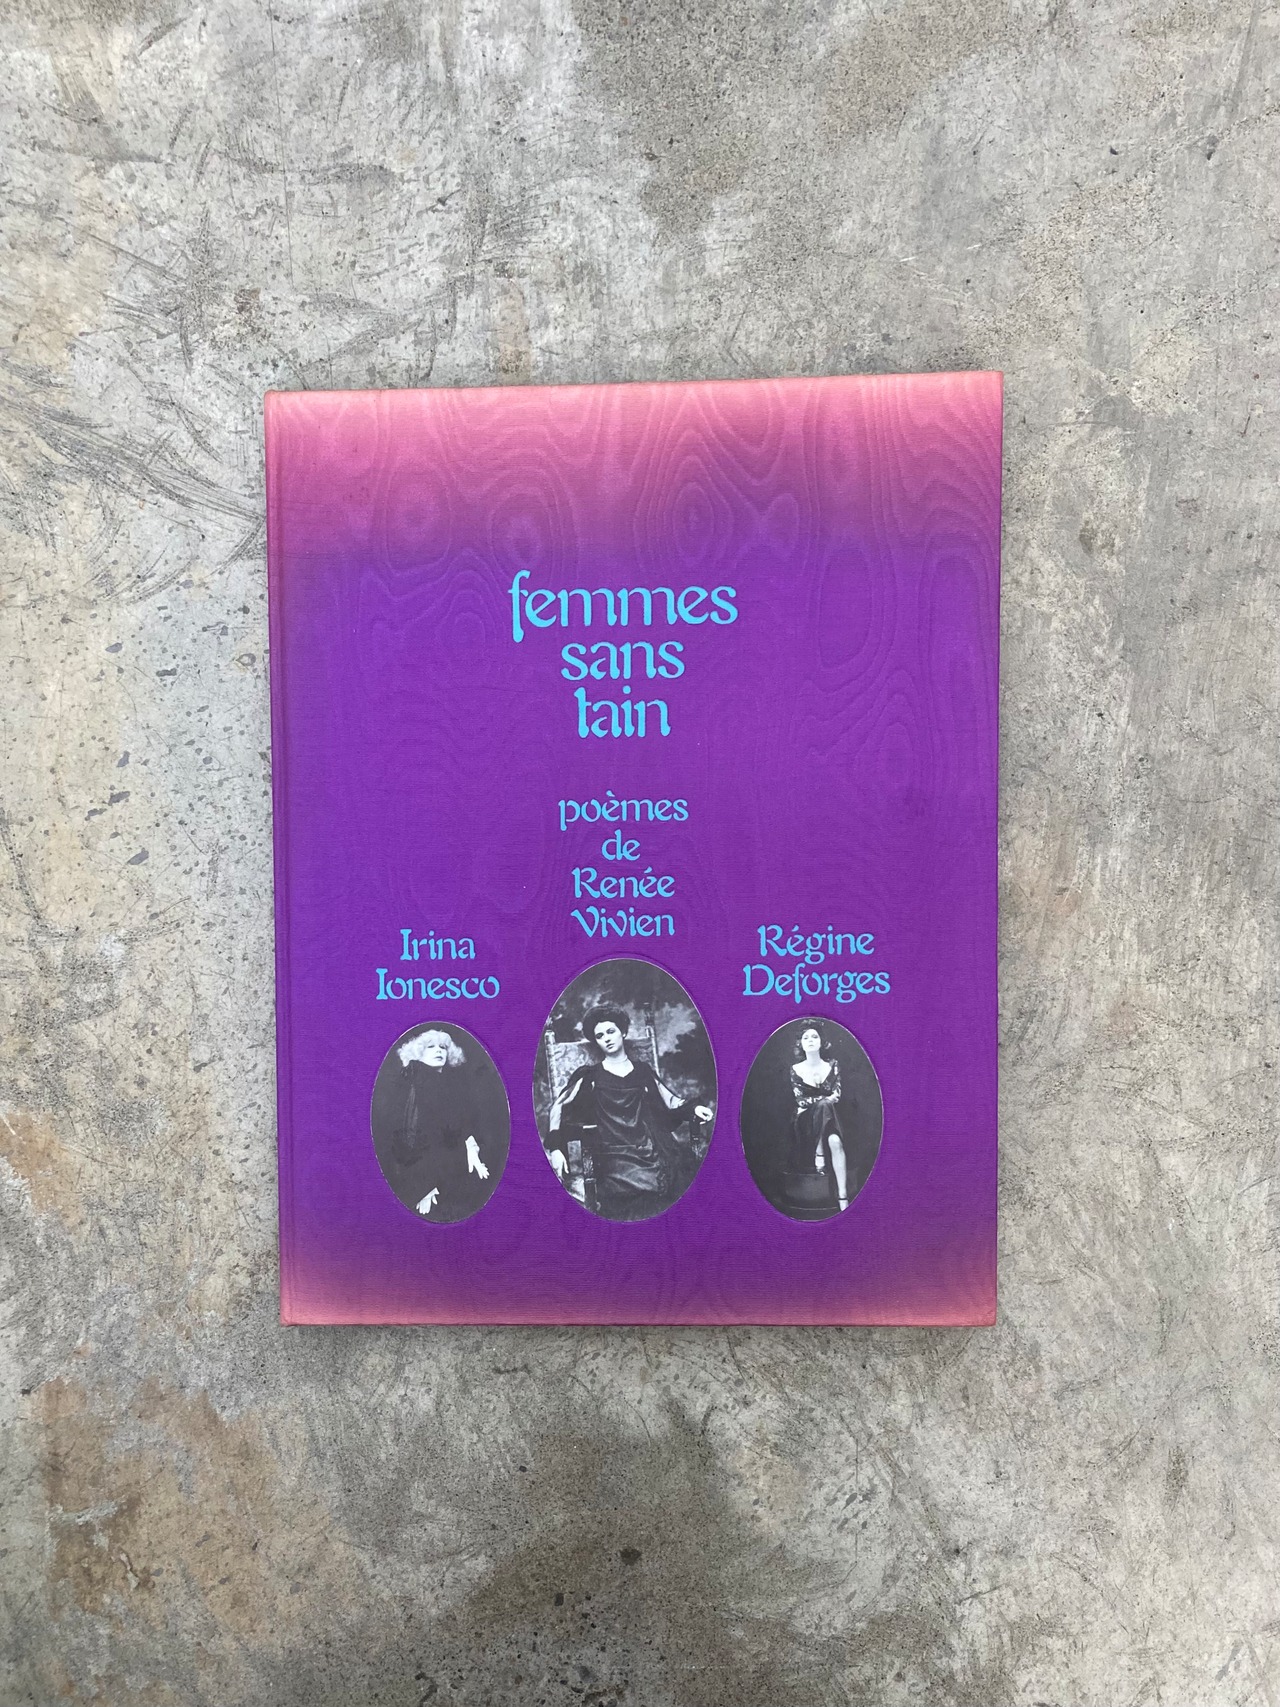 femmes
sans
tain
poèmes
de
Renée
Vivien
Irina
Ionesco
Régine
Deforges